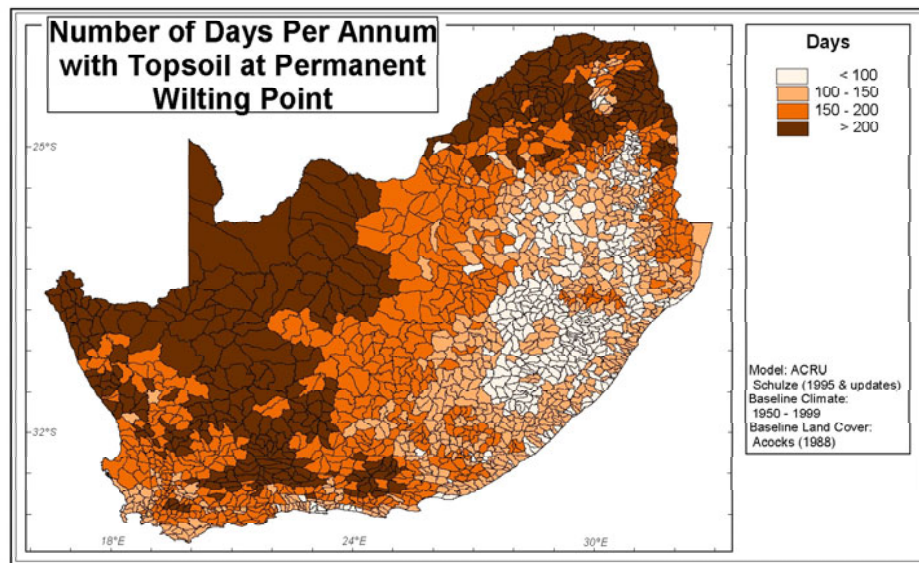 Number of Days Per Annum
with Topsoil at Permanent
Wilting Point
Days
< 100
100 - 150
150 - 200
> 200
25°S
32°S
18°E
24°E
30°E
Model: ACRU
Schulze (1995 & updates)
Baseline Climate:
1950 - 1999
Baseline Land Cover:
Acocks (1988)